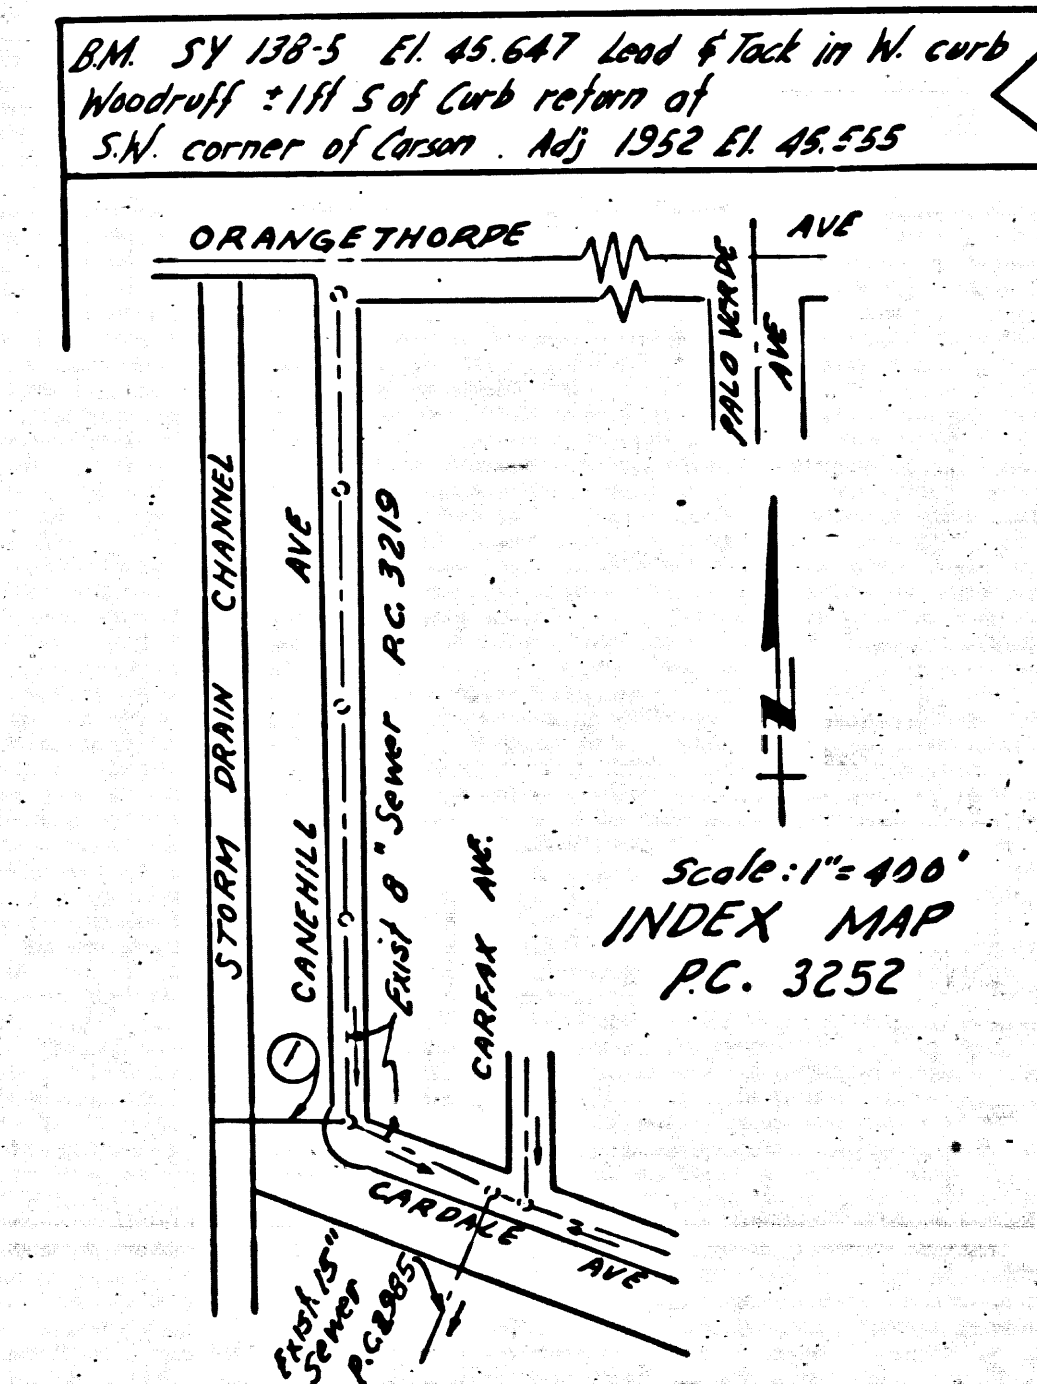 B.M. SY 138-5 El. 45.647 Lead & Tack in W. curb
Woodruff ±1ft S of Curb return at
S.W. corner of Carson. Adj 1952 El. 45.555
ORANGETHORPE AVE
PALO VERDE
AVE
STORM DRAIN CHANNEL
CANEHILL AVE
Exist 8" Sewer P.C. 3219
CARFAX AVE.
N
Scale: 1"=400'
INDEX MAP
P.C. 3252
1
CARDALE AVE
Exist 15"
Sewer
P.C. 2985